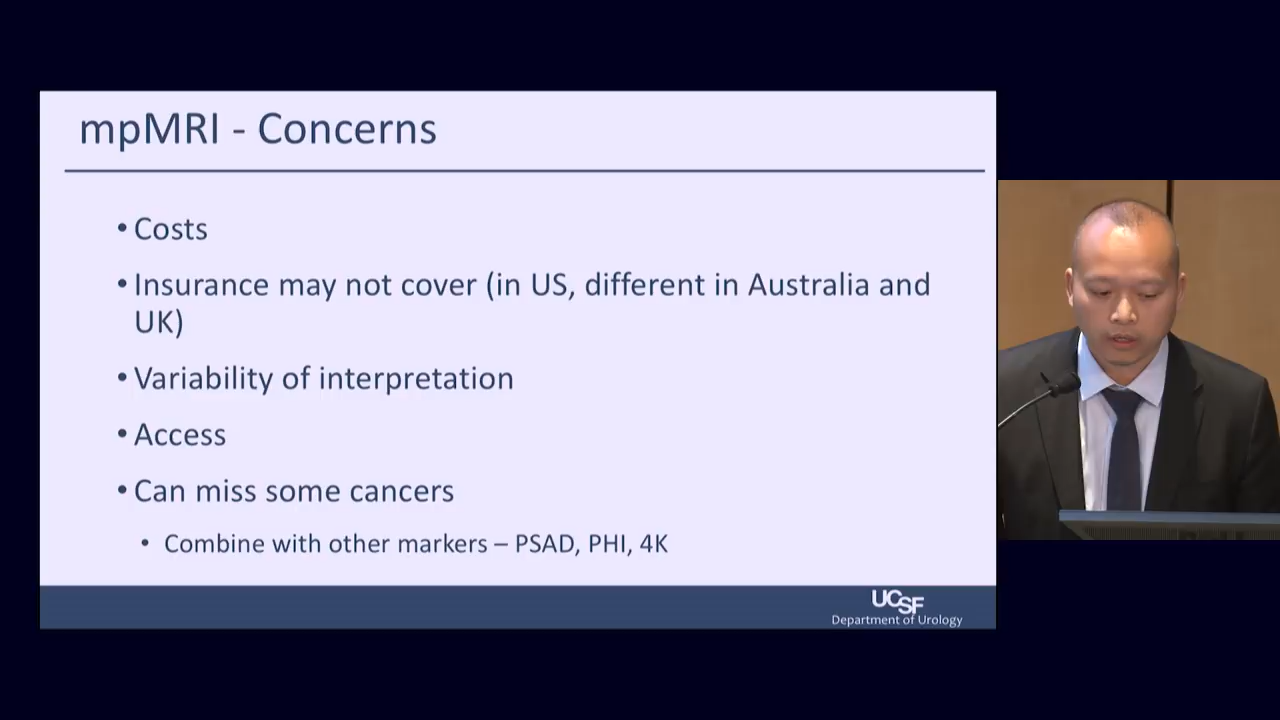 mpMRI - Concerns
• Costs
• Insurance may not cover (in US, different in Australia and
UK)
• Variability of interpretation
• Access
• Can miss some cancers
• Combine with other markers – PSAD, PHI, 4K
UCSF
Department of Urology